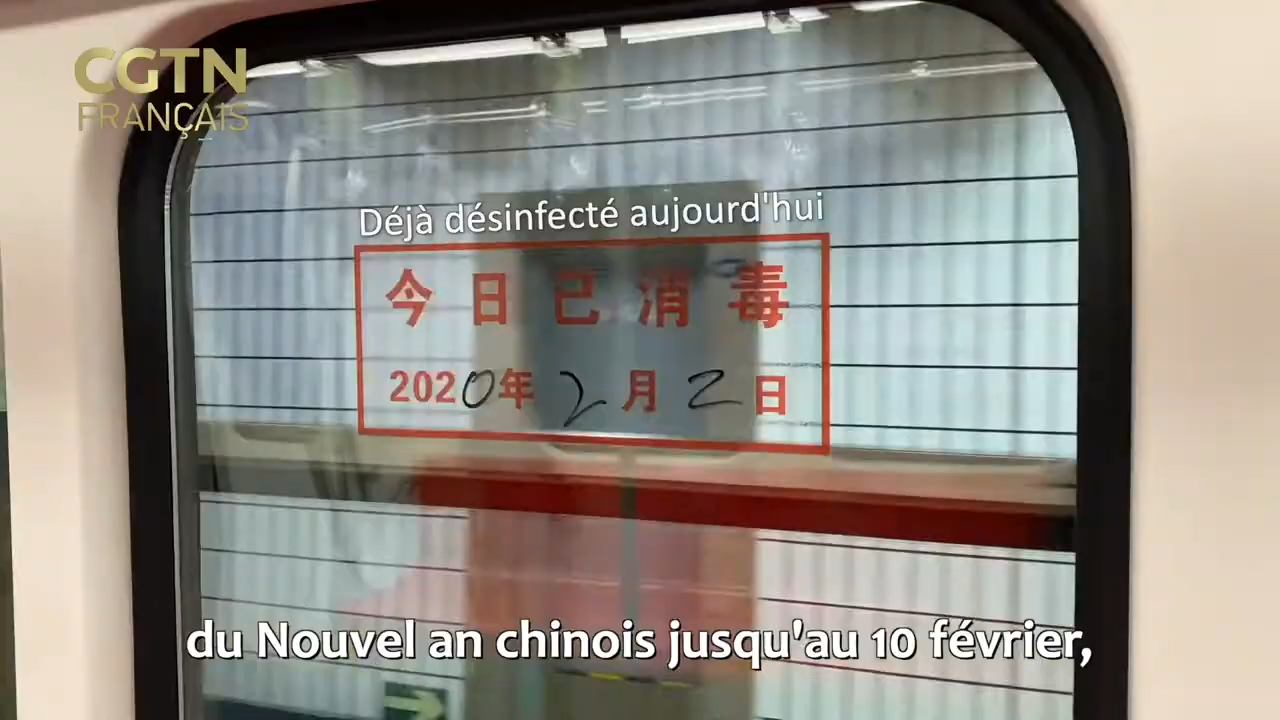 CGTN
FRANÇAIS
Déjà désinfecté aujourd'hui
今日已消毒
2020年2月2日
du Nouvel an chinois jusqu'au 10 février,